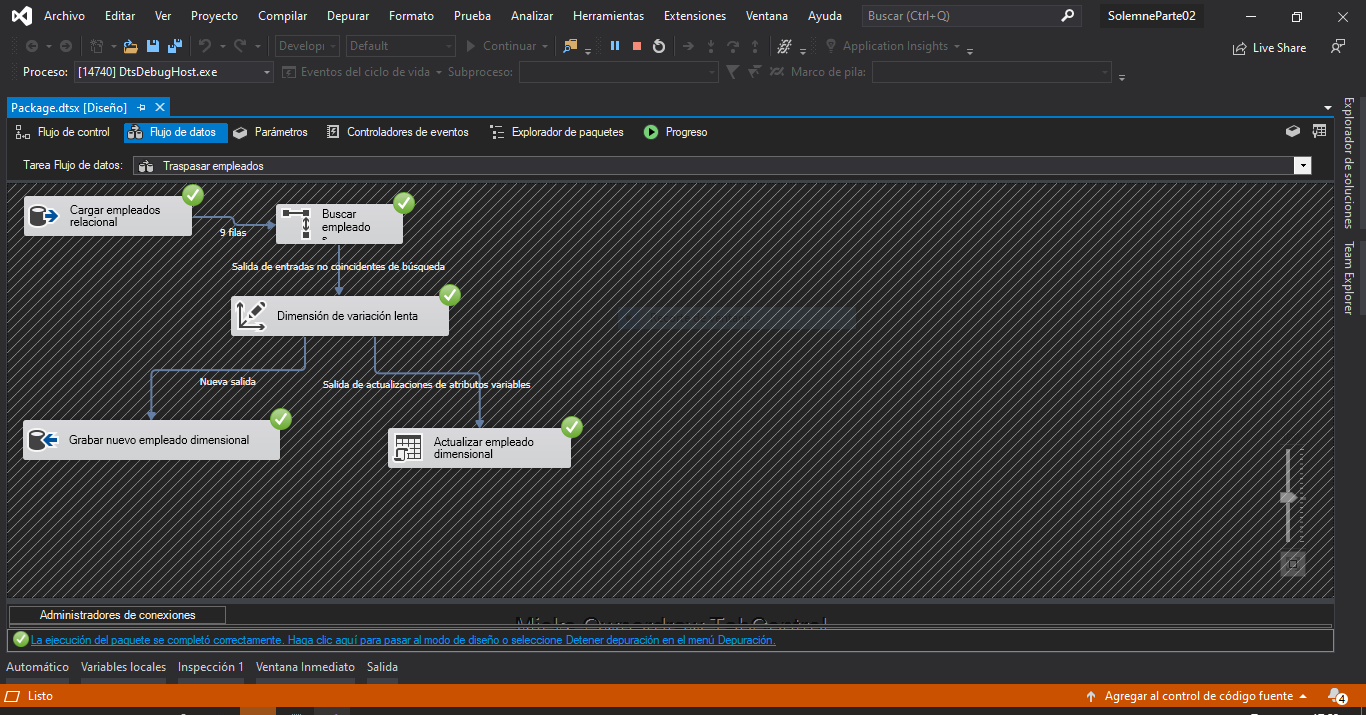 Archivo Editar Ver Proyecto Compilar Depurar Formato Prueba Analizar Herramientas Extensiones Ventana Ayuda Buscar (Ctrl+Q) SolemneParte02
Developi Default Continuar Application Insights Live Share
Proceso: [14740] DtsDebugHost.exe Eventos del ciclo de vida Subproceso: Marco de pila:
Package.dtsx [Diseño]
Flujo de control Flujo de datos Parámetros Controladores de eventos Explorador de paquetes Progreso
Tarea Flujo de datos: Traspasar empleados
Cargar empleados
relacional
9 filas
Buscar
empleado
Salida de entradas no coincidentes de búsqueda
Dimensión de variación lenta
Nueva salida
Salida de actualizaciones de atributos variables
Grabar nuevo empleado dimensional
Actualizar empleado
dimensional
Explorador de soluciones
Team Explorer
Administradores de conexiones
La ejecución del paquete se completó correctamente. Haga clic aquí para pasar al modo de diseño o seleccione Detener depuración en el menú Depuración.
Automático Variables locales Inspección 1 Ventana Inmediato Salida
Listo Agregar al control de código fuente 4